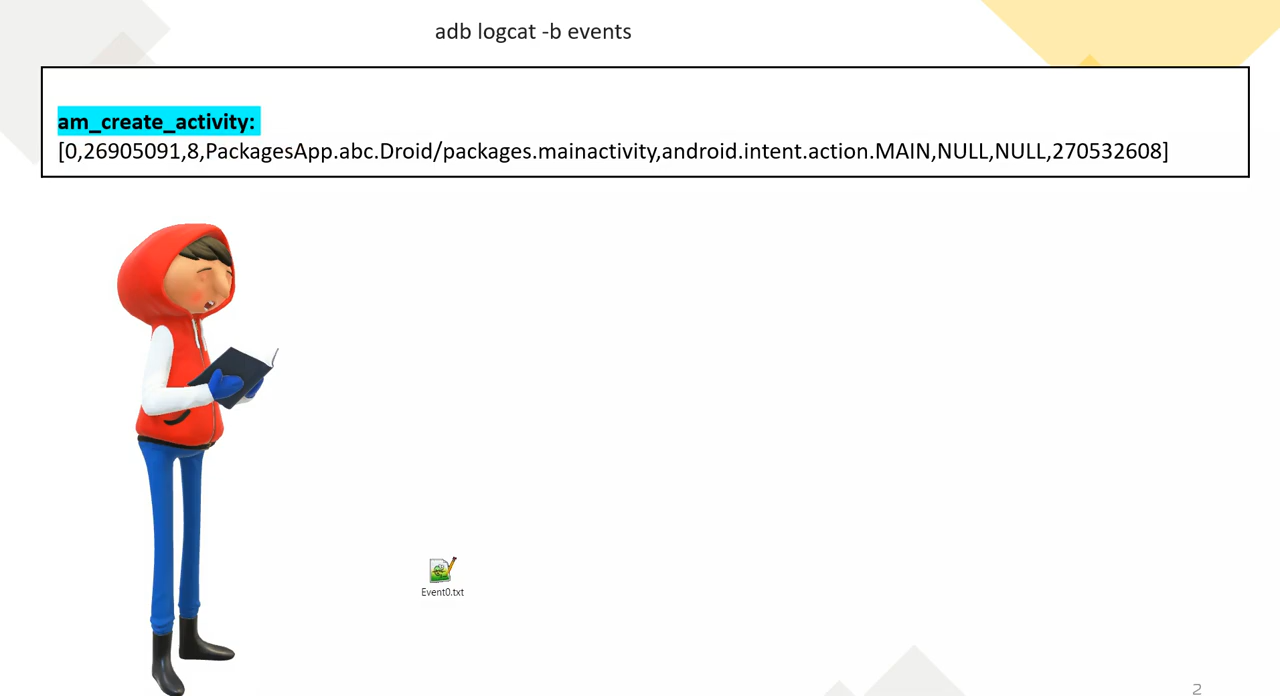 adb logcat -b events
am_create_activity:
[0,26905091,8,PackagesApp.abc.Droid/packages.mainactivity,android.intent.action.MAIN,NULL,NULL,270532608]
Event0.txt
2